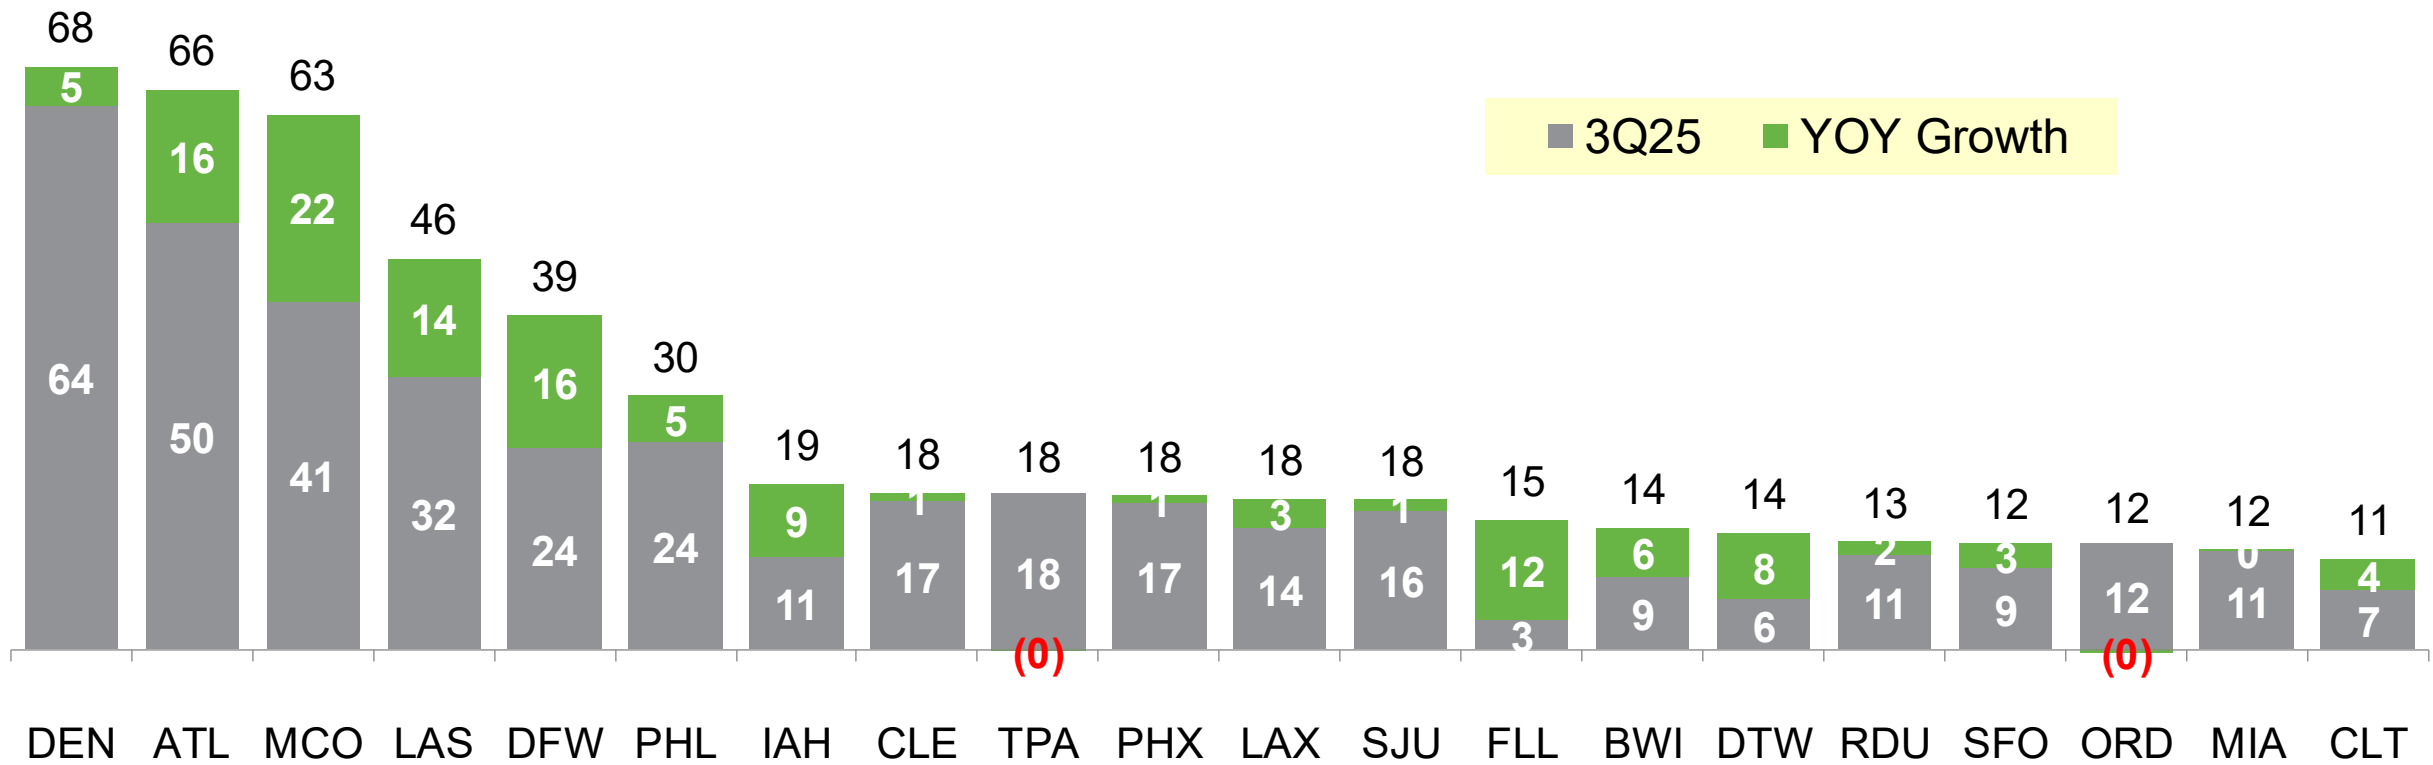 68 66 63 46 39 30 19 18 18 18 18 18 15 14 14 13 12 12 12 11
3Q25 YOY Growth
5 16 22 14 16 5 9 1 1 3 1 12 6 8 2 3 0 4
64 50 41 32 24 24 11 17 18 17 14 16 3 9 6 11 9 12 11 7
(0) (0)
DEN ATL MCO LAS DFW PHL IAH CLE TPA PHX LAX SJU FLL BWI DTW RDU SFO ORD MIA CLT